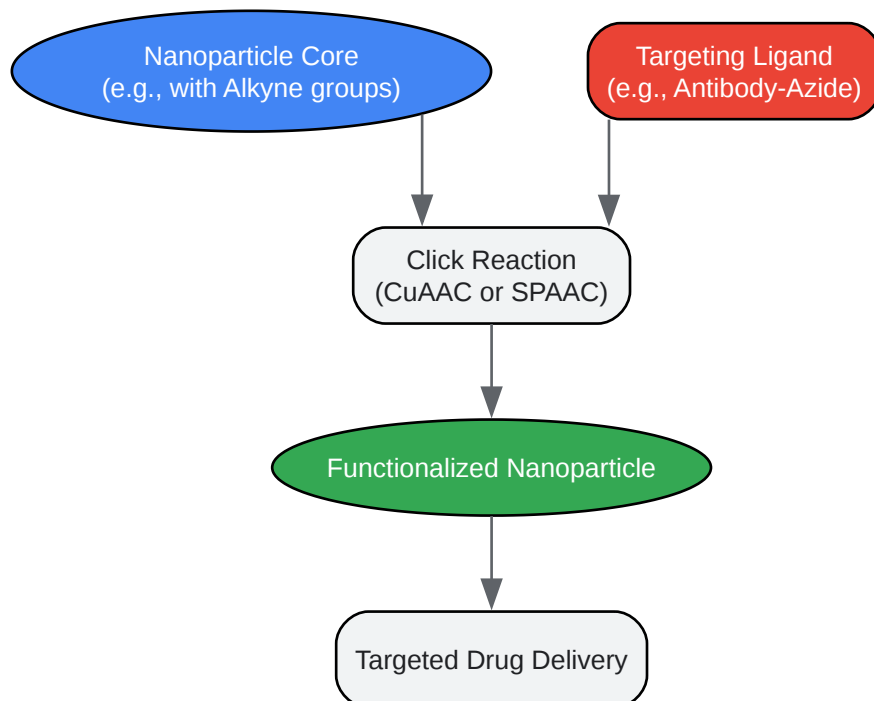 Nanoparticle Core
(e.g., with Alkyne groups)
Targeting Ligand
(e.g., Antibody-Azide)
Click Reaction
(CuAAC or SPAAC)
Functionalized Nanoparticle
Targeted Drug Delivery